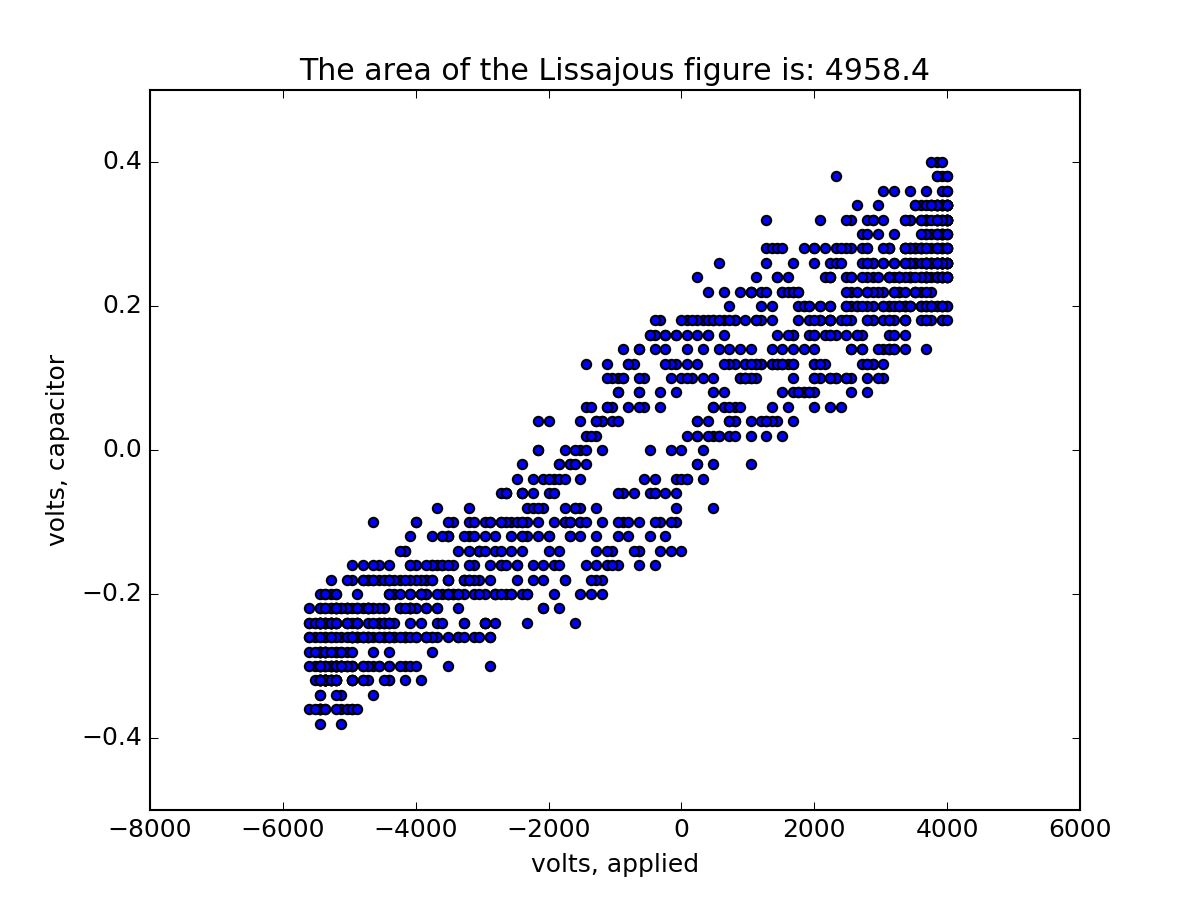 The area of the Lissajous figure is: 4958.4
0.4
0.2
0.0
−0.2
−0.4
volts, capacitor
−8000 −6000 −4000 −2000 0 2000 4000 6000
volts, applied